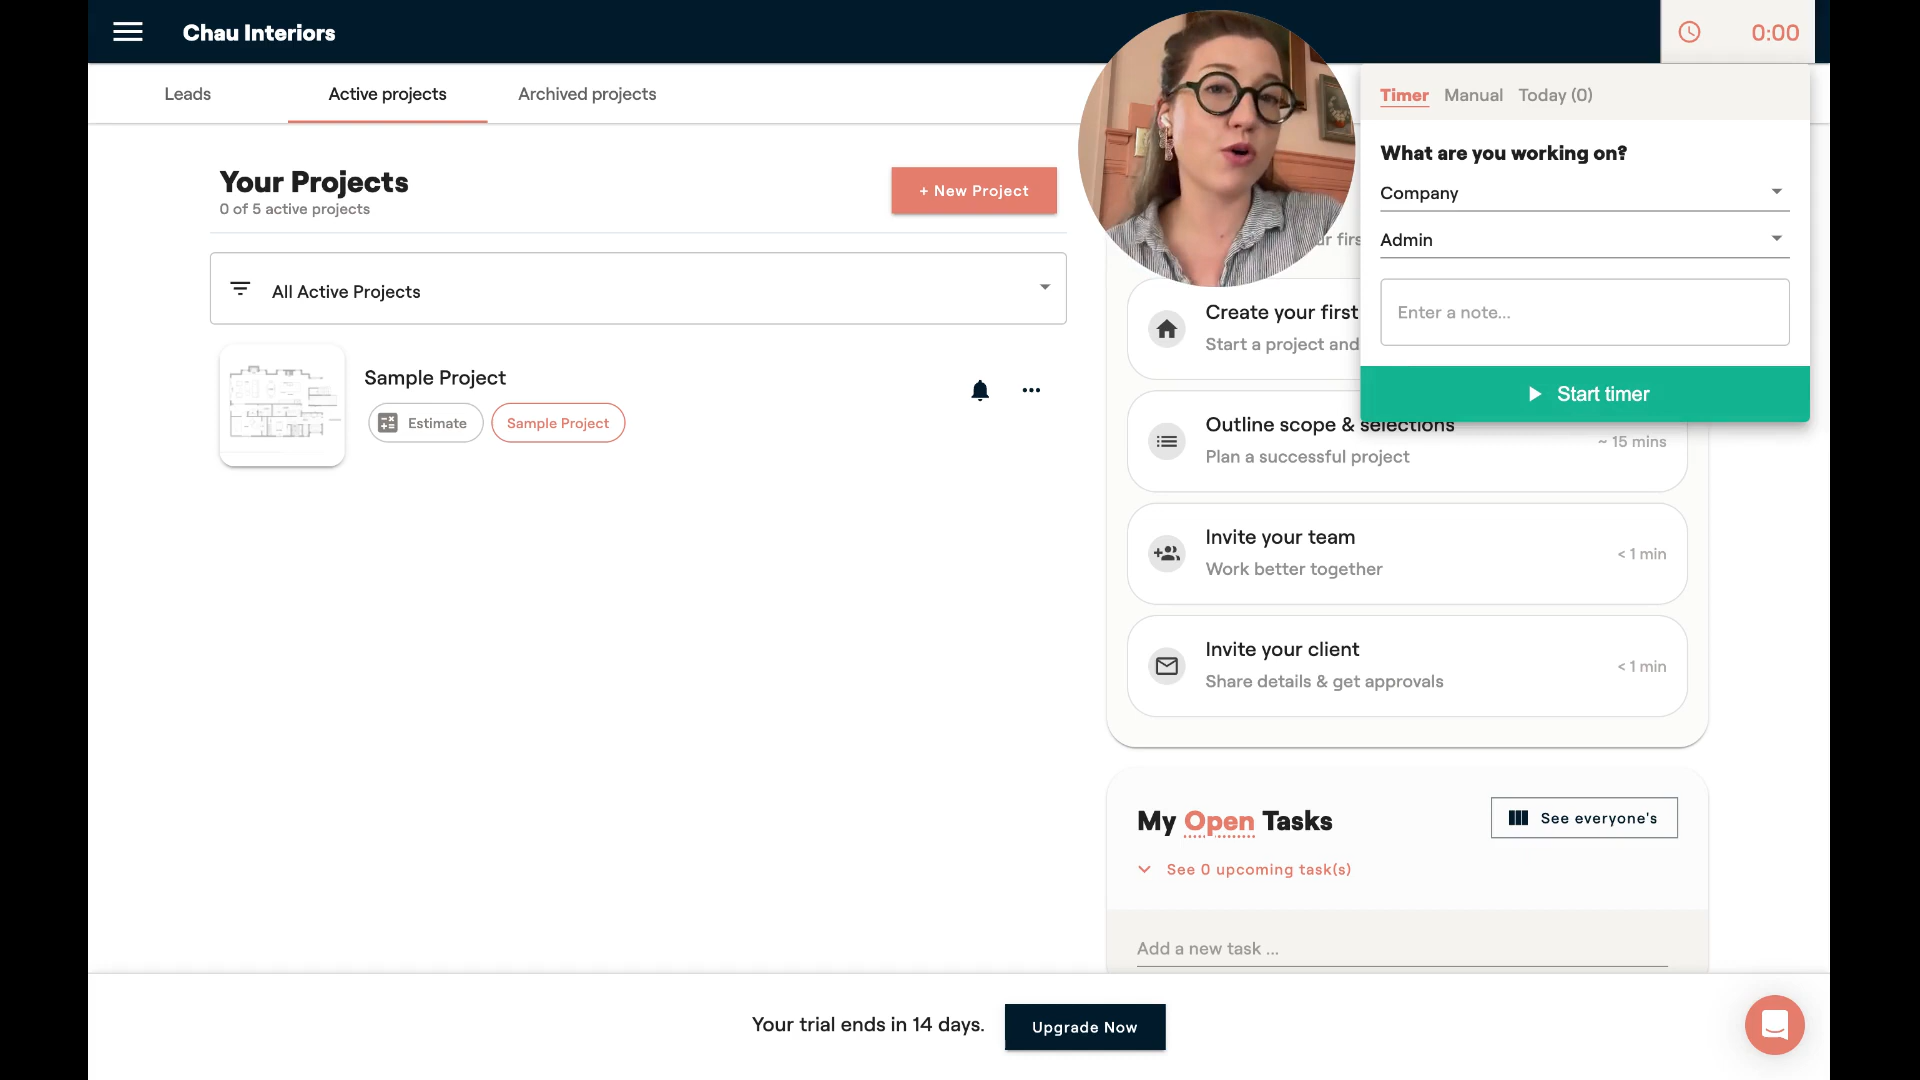 Chau Interiors
0:00
Leads
Active projects
Archived projects
Timer
Manual
Today (0)
What are you working on?
Company
Admin
Enter a note...
Start timer
Your Projects
0 of 5 active projects
+ New Project
All Active Projects
Sample Project
Estimate
Sample Project
Create your first
Start a project and
Outline scope & selections
Plan a successful project
~ 15 mins
Invite your team
Work better together
< 1 min
Invite your client
Share details & get approvals
< 1 min
My Open Tasks
See everyone's
See 0 upcoming task(s)
Add a new task ...
Your trial ends in 14 days.
Upgrade Now